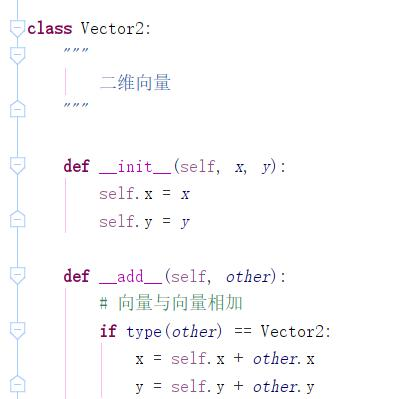 class Vector2:
    """
        二维向量
    """
    def __init__(self, x, y):
        self.x = x
        self.y = y
    def __add__(self, other):
        # 向量与向量相加
        if type(other) == Vector2:
            x = self.x + other.x
            y = self.y + other.y